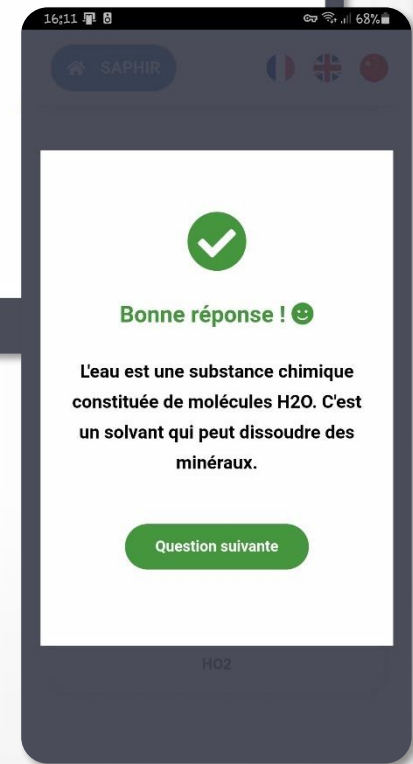 16:11 68%
SAPHIR
Bonne réponse !
L'eau est une substance chimique
constituée de molécules H2O. C'est
un solvant qui peut dissoudre des
minéraux.
Question suivante
HO2